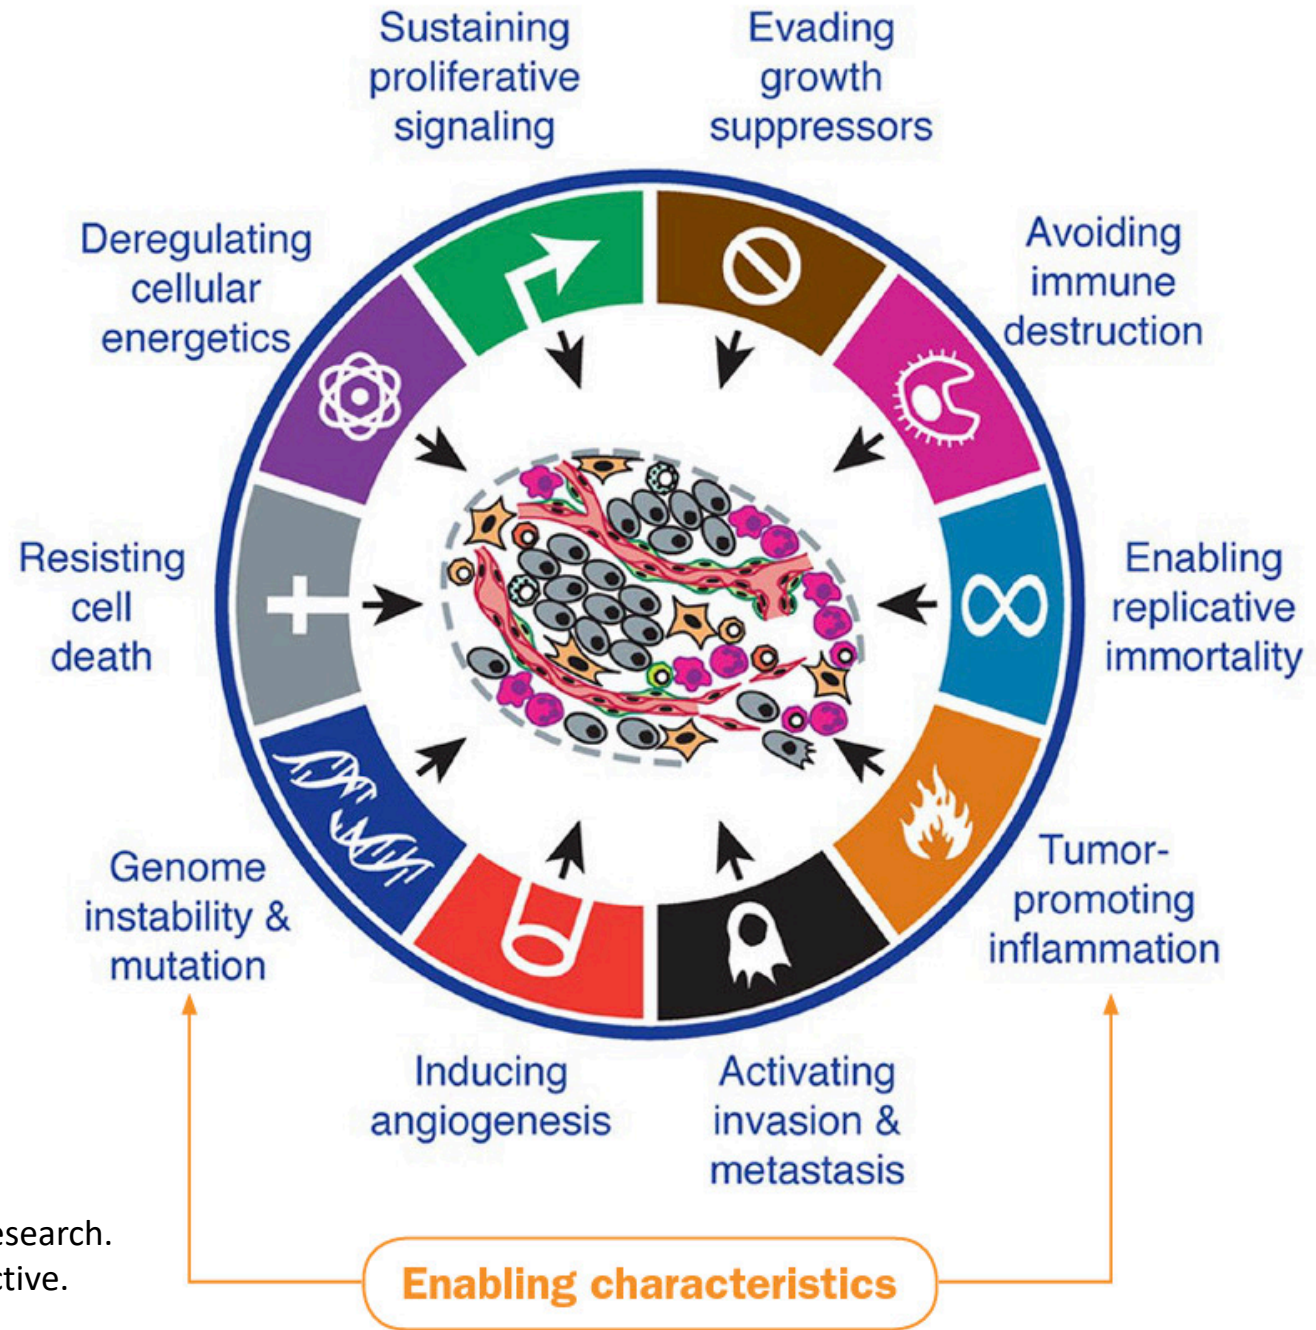 Sustaining
proliferative
signaling
Evading
growth
suppressors
Deregulating
cellular
energetics
Avoiding
immune
destruction
Resisting
cell
death
Enabling
replicative
immortality
Genome
instability &
mutation
Tumor-
promoting
inflammation
Inducing
angiogenesis
Activating
invasion &
metastasis
esearch.
ctive.
Enabling characteristics